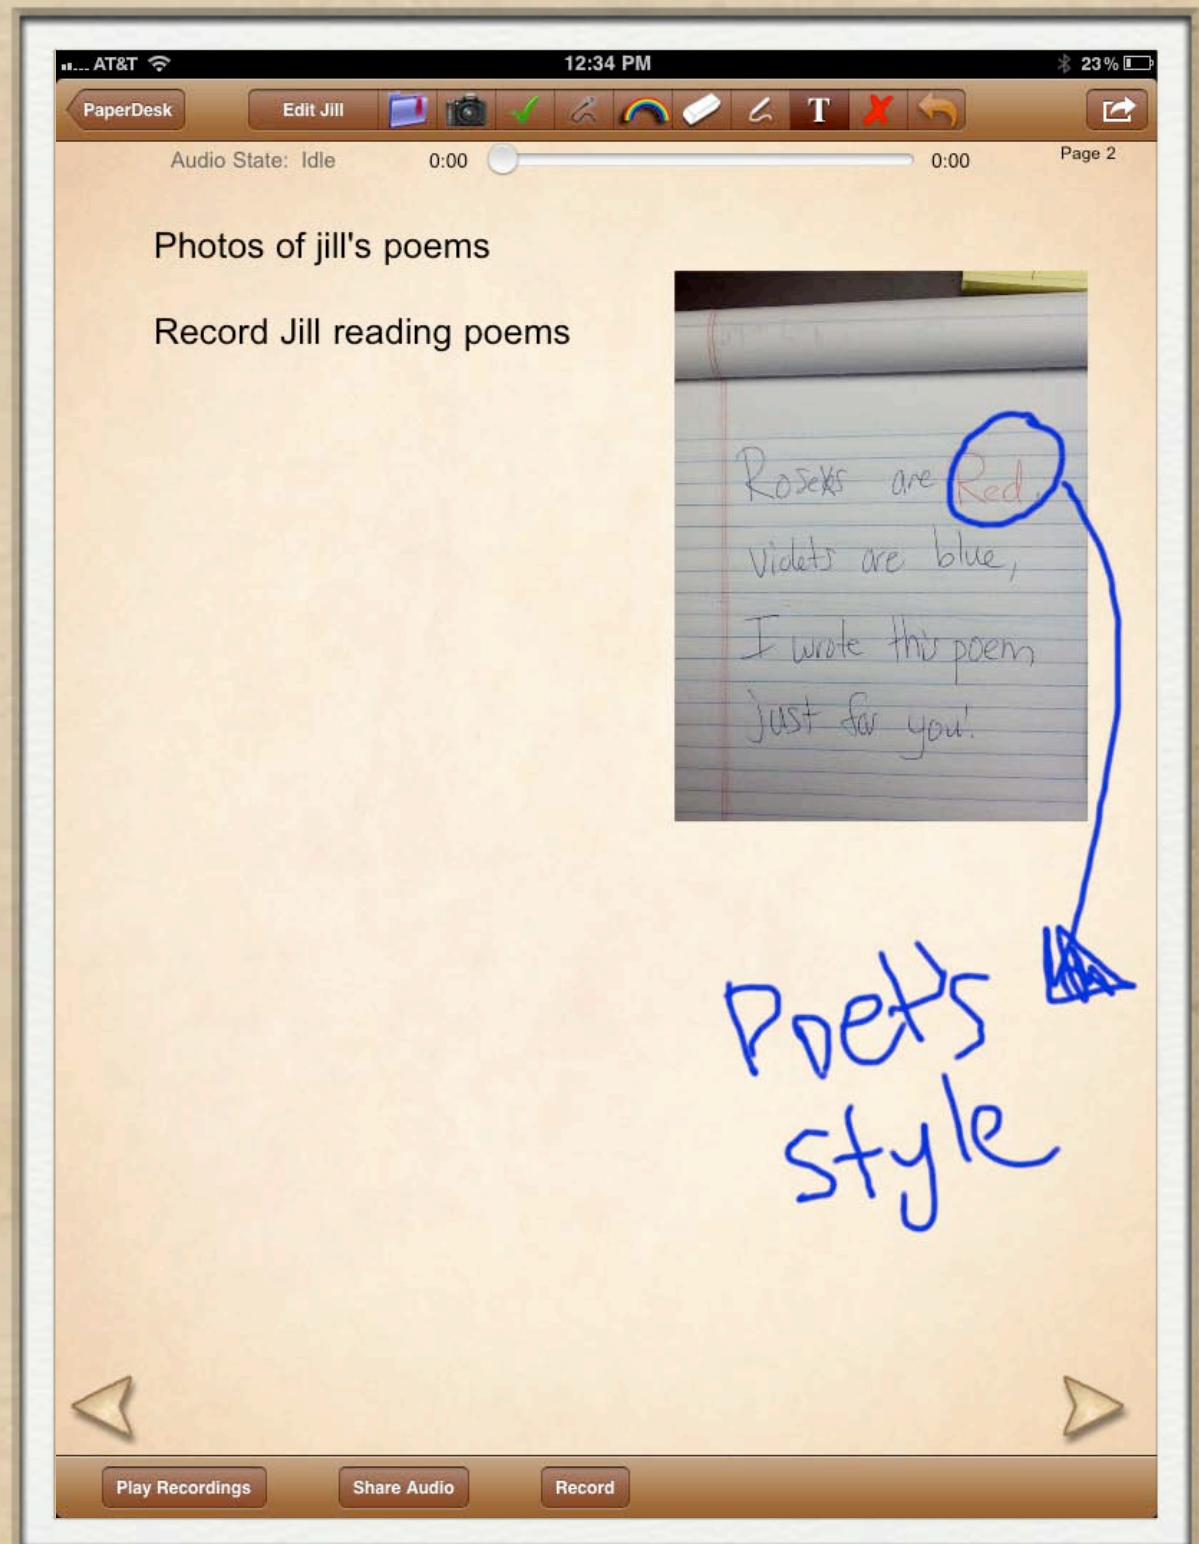 AT&T 12:34 PM 23%
PaperDesk Edit Jill T
Audio State: Idle 0:00 0:00 Page 2
Photos of jill's poems
Record Jill reading poems
Roses are Red,
violets are blue,
I wrote this poem
just for you!
Poet's
style
Play Recordings Share Audio Record